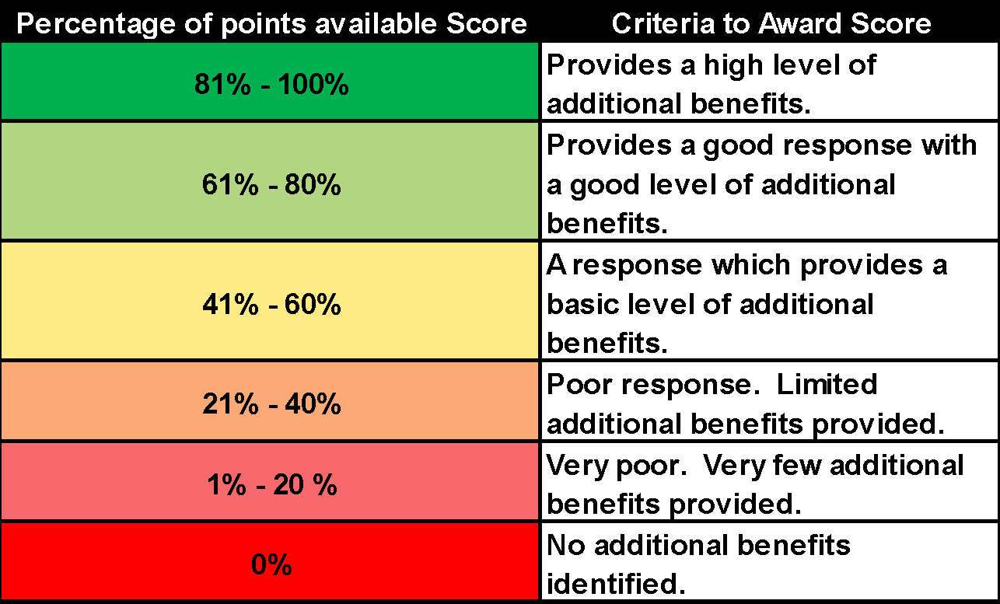 Percentage of points available Score
Criteria to Award Score
81% - 100%
Provides a high level of
additional benefits.
61% - 80%
Provides a good response with
a good level of additional
benefits.
41% - 60%
A response which provides a
basic level of additional
benefits.
21% - 40%
Poor response.  Limited
additional benefits provided.
1% - 20 %
Very poor.  Very few additional
benefits provided.
0%
No additional benefits
identified.